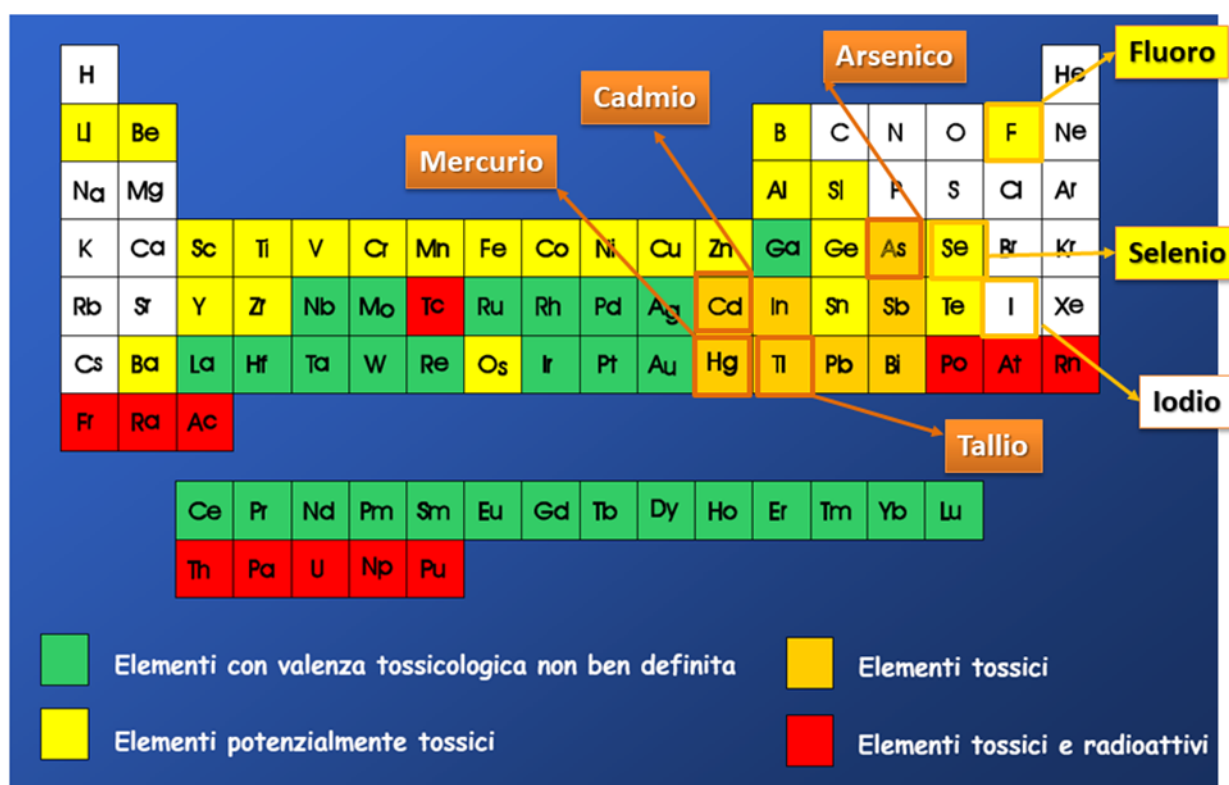 Fluoro
Arsenico
Cadmio
Mercurio
H He
Li Be B C N O F Ne
Na Mg Al Si P S Cl Ar
K Ca Sc Ti V Cr Mn Fe Co Ni Cu Zn Ga Ge As Se Br Kr
Selenio
Rb Sr Y Zr Nb Mo Tc Ru Rh Pd Ag Cd In Sn Sb Te I Xe
Cs Ba La Hf Ta W Re Os Ir Pt Au Hg Tl Pb Bi Po At Rn
Iodio
Fr Ra Ac
Tallio
Ce Pr Nd Pm Sm Eu Gd Tb Dy Ho Er Tm Yb Lu
Th Pa U Np Pu
Elementi con valenza tossicologica non ben definita
Elementi tossici
Elementi potenzialmente tossici
Elementi tossici e radioattivi